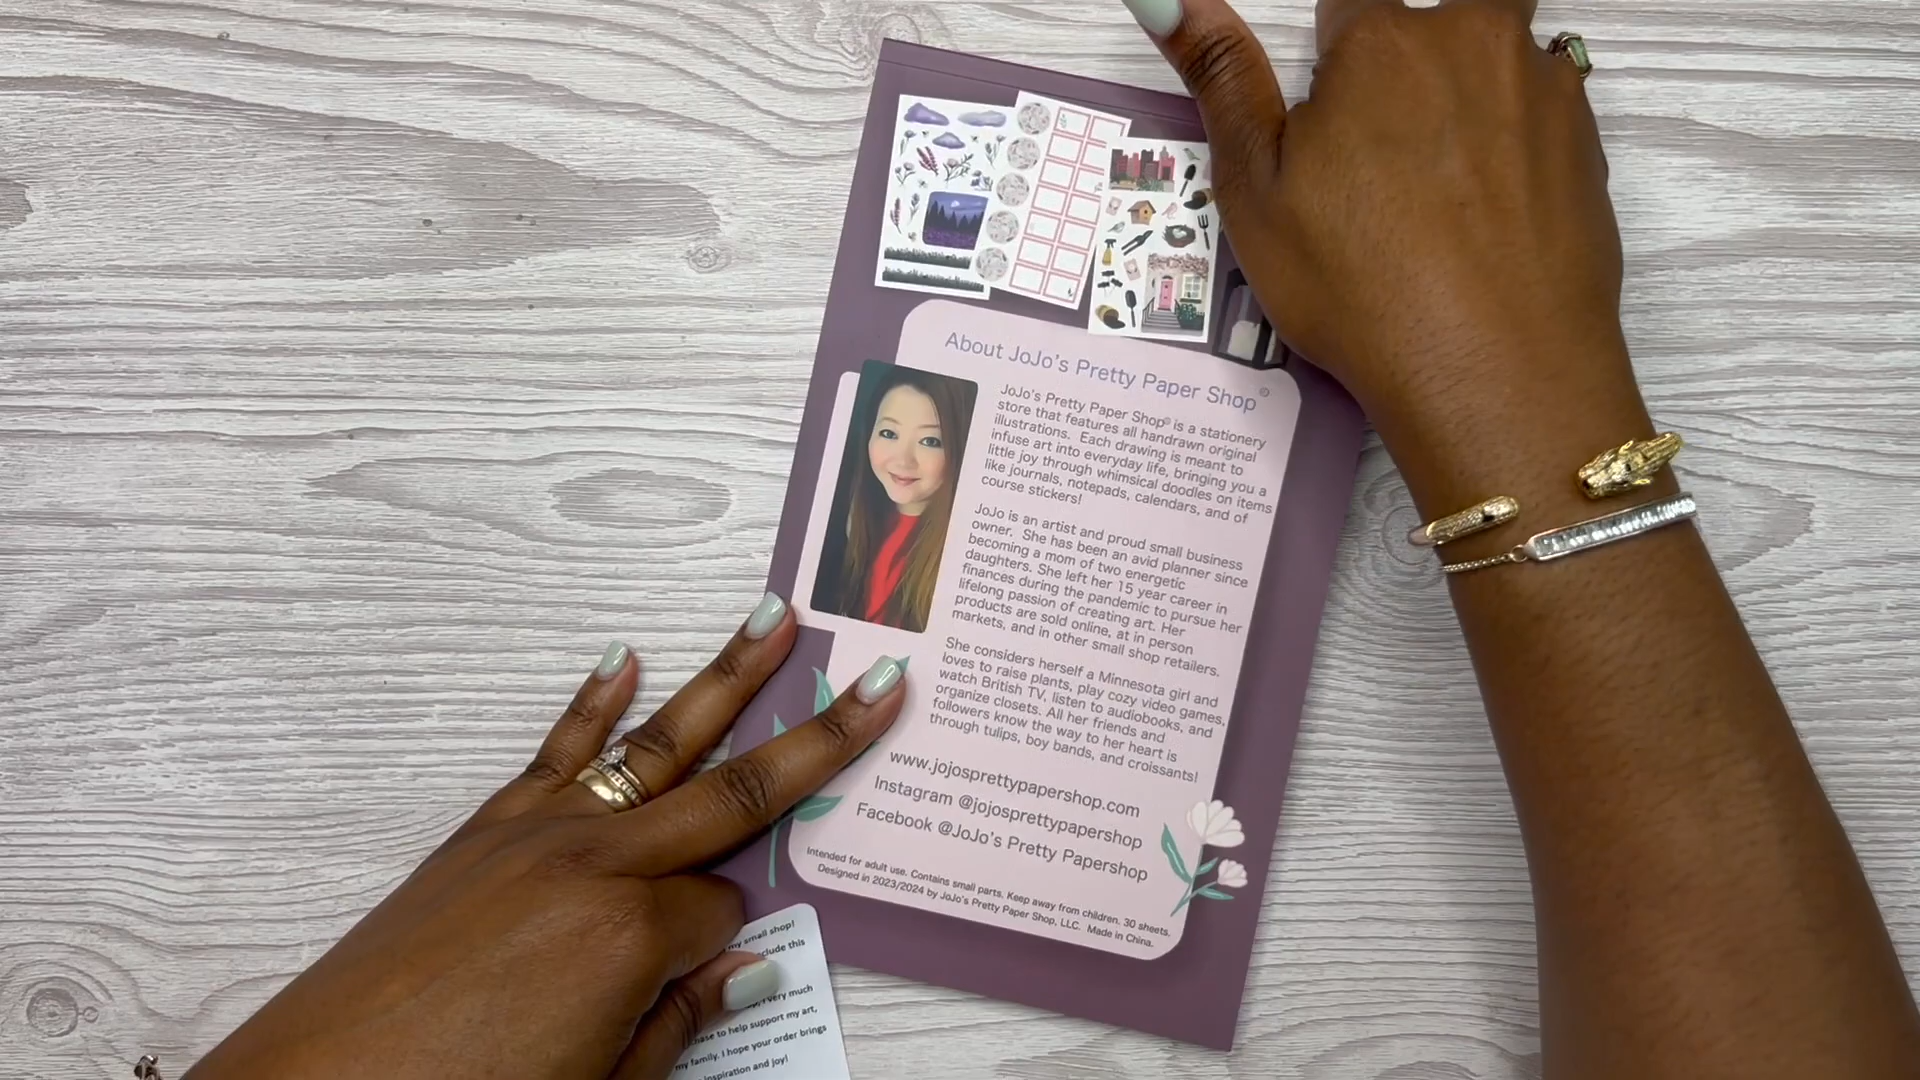 About JoJo's Pretty Paper Shop®
JoJo's Pretty Paper Shop® is a stationery
store that features all handrawn original
illustrations. Each drawing is meant to
infuse art into everyday life, bringing you a
little joy through whimsical doodles on items
like journals, notepads, calendars, and of
course stickers!
JoJo is an artist and proud small business
owner. She has been an avid planner since
becoming a mom of two energetic
daughters. She left her 15 year career in
finances during the pandemic to pursue her
lifelong passion of creating art. Her
products are sold online, at in person
markets, and in other small shop retailers.
She considers herself a Minnesota girl and
loves to raise plants, play cozy video games,
watch British TV, listen to audiobooks, and
organize closets. All her friends and
followers know the way to her heart is
through tulips, boy bands, and croissants!
www.jojosprettypapershop.com
Instagram @jojosprettypapershop
Facebook @JoJo's Pretty Papershop
Intended for adult use. Contains small parts. Keep away from children. 30 sheets.
Designed in 2023/2024 by JoJo's Pretty Paper Shop, LLC. Made in China.
my small shop!
include this
very much
to help support my art,
my family. I hope your order brings
inspiration and joy!